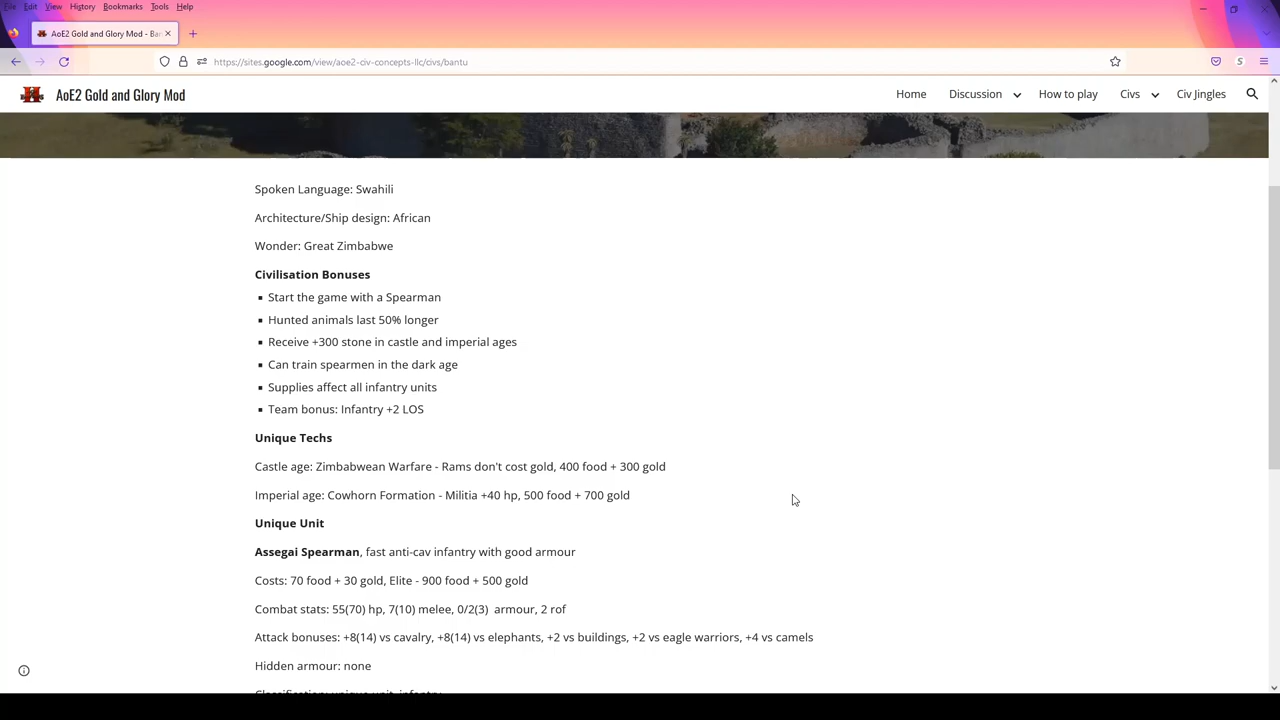 File Edit View History Bookmarks Tools Help
AoE2 Gold and Glory Mod - Ban
https://sites.google.com/view/aoe2-civ-concepts-llc/civs/bantu
AoE2 Gold and Glory Mod
Home Discussion How to play Civs Civ Jingles
Spoken Language: Swahili
Architecture/Ship design: African
Wonder: Great Zimbabwe
Civilisation Bonuses
▪ Start the game with a Spearman
▪ Hunted animals last 50% longer
▪ Receive +300 stone in castle and imperial ages
▪ Can train spearmen in the dark age
▪ Supplies affect all infantry units
▪ Team bonus: Infantry +2 LOS
Unique Techs
Castle age: Zimbabwean Warfare - Rams don't cost gold, 400 food + 300 gold
Imperial age: Cowhorn Formation - Militia +40 hp, 500 food + 700 gold
Unique Unit
Assegai Spearman, fast anti-cav infantry with good armour
Costs: 70 food + 30 gold, Elite - 900 food + 500 gold
Combat stats: 55(70) hp, 7(10) melee, 0/2(3) armour, 2 rof
Attack bonuses: +8(14) vs cavalry, +8(14) vs elephants, +2 vs buildings, +2 vs eagle warriors, +4 vs camels
Hidden armour: none
Classification: unique unit, infantry